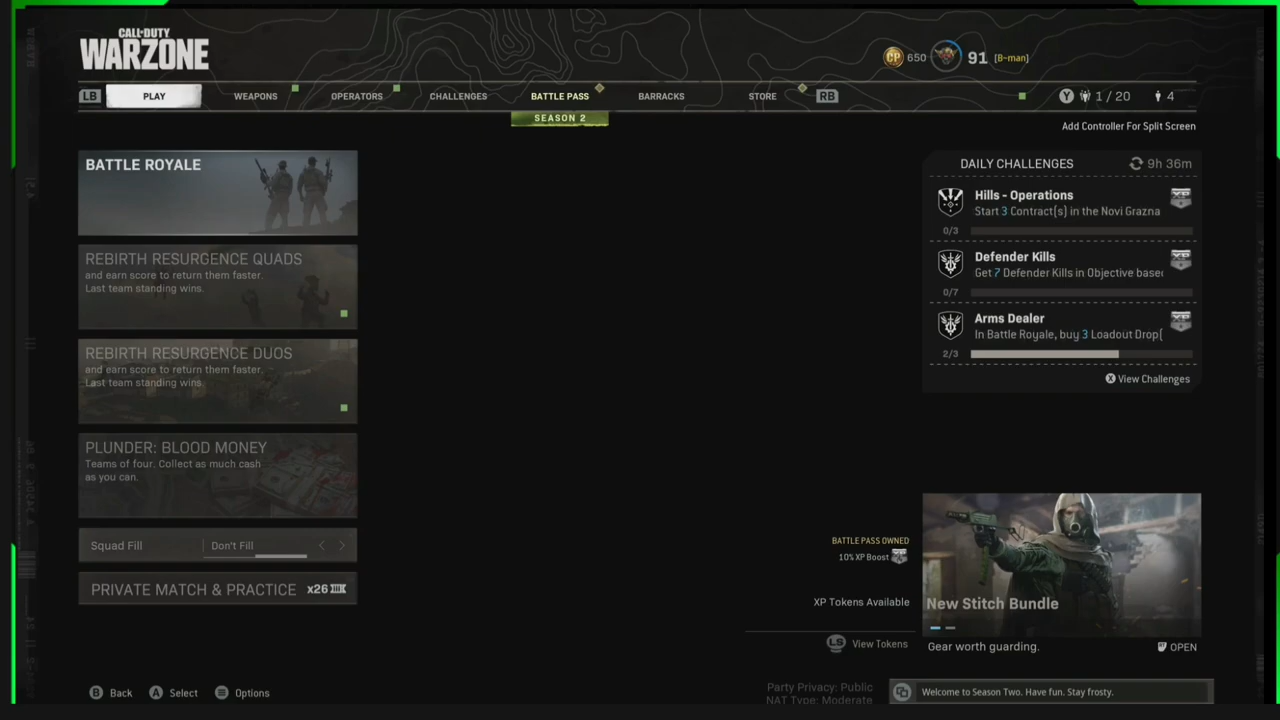 CALL OF DUTY
WARZONE
CP 650 91 [B-man]
LB PLAY WEAPONS OPERATORS CHALLENGES BATTLE PASS BARRACKS STORE RB Y 1 / 20 4
SEASON 2
Add Controller For Split Screen
BATTLE ROYALE
REBIRTH RESURGENCE QUADS
and earn score to return them faster.
Last team standing wins.
REBIRTH RESURGENCE DUOS
and earn score to return them faster.
Last team standing wins
PLUNDER: BLOOD MONEY
Teams of four. Collect as much cash
as you can.
Squad Fill Don't Fill
PRIVATE MATCH & PRACTICE x26
DAILY CHALLENGES 9h 36m
Hills - Operations XP
Start 3 Contract(s) in the Novi Grazna
0/3
Defender Kills XP
Get 7 Defender Kills in Objective based
0/7
Arms Dealer XP
In Battle Royale, buy 3 Loadout Drop(
2/3
X View Challenges
BATTLE PASS OWNED
10% XP Boost
XP Tokens Available
LS View Tokens
New Stitch Bundle
Gear worth guarding.
OPEN
B Back A Select Options
Party Privacy: Public
NAT Type: Moderate
Welcome to Season Two. Have fun. Stay frosty.